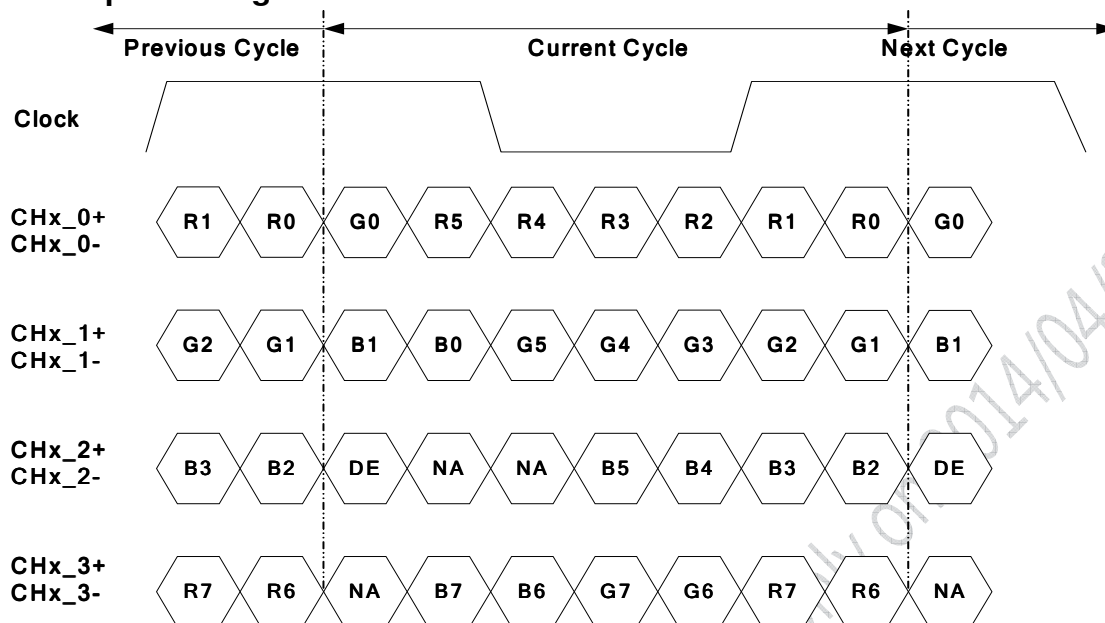 Previous Cycle Current Cycle Next Cycle
Clock
CHx_0+
CHx_0-
R1 R0 G0 R5 R4 R3 R2 R1 R0 G0
CHx_1+
CHx_1-
G2 G1 B1 B0 G5 G4 G3 G2 G1 B1
CHx_2+
CHx_2-
B3 B2 DE NA NA B5 B4 B3 B2 DE
CHx_3+
CHx_3-
R7 R6 NA B7 B6 G7 G6 R7 R6 NA